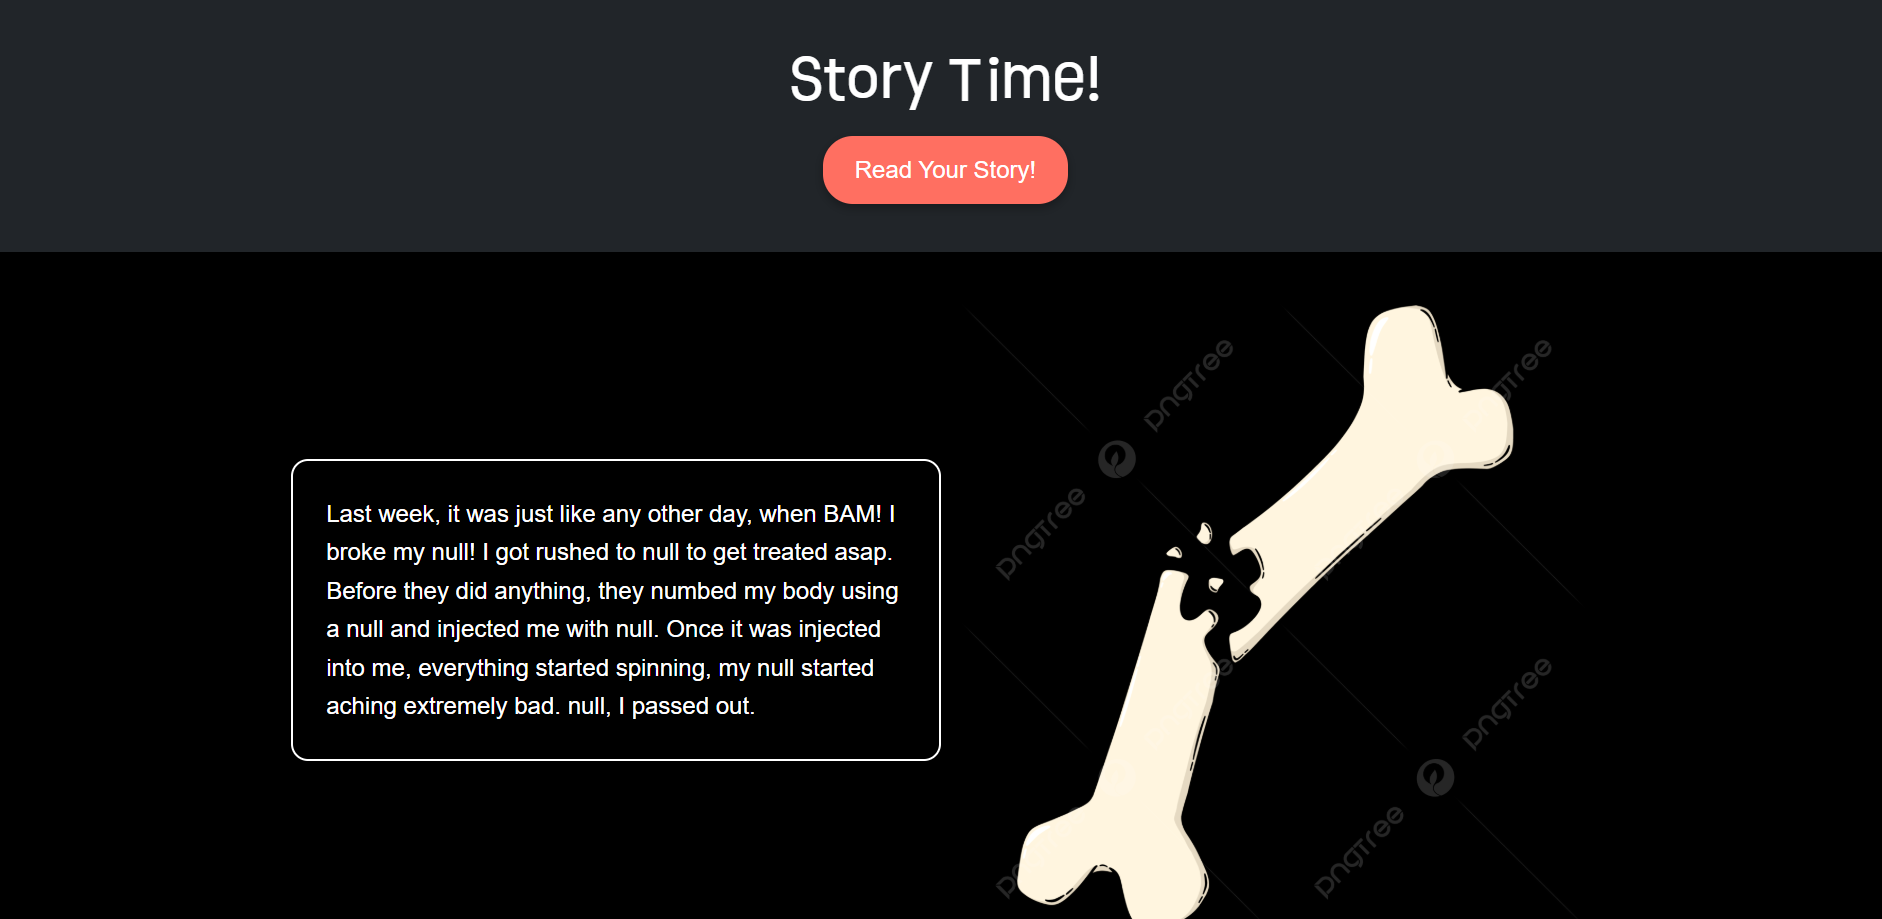 Story Time!
Read Your Story!
Last week, it was just like any other day, when BAM! I
broke my null! I got rushed to null to get treated asap.
Before they did anything, they numbed my body using
a null and injected me with null. Once it was injected
into me, everything started spinning, my null started
aching extremely bad. null, I passed out.
pngtree
pngtree
pngtree
pngtree
pngtree